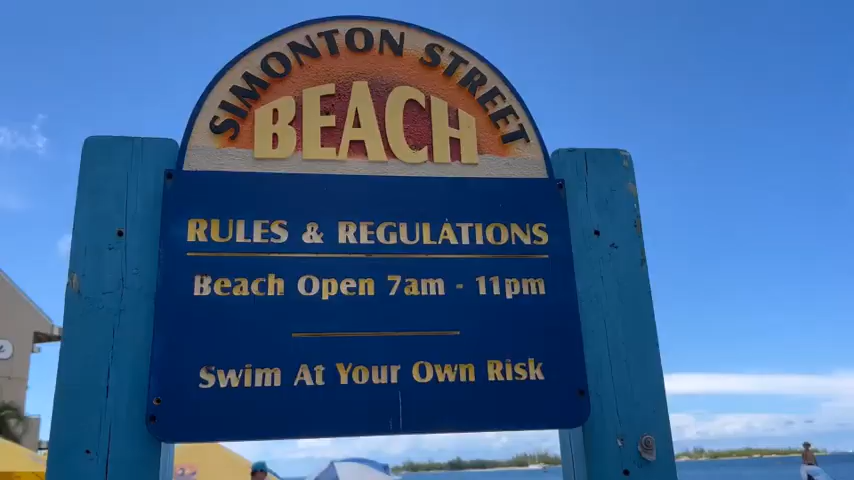 SIMONTON STREET
BEACH
RULES & REGULATIONS
Beach Open 7am - 11pm
Swim At Your Own Risk